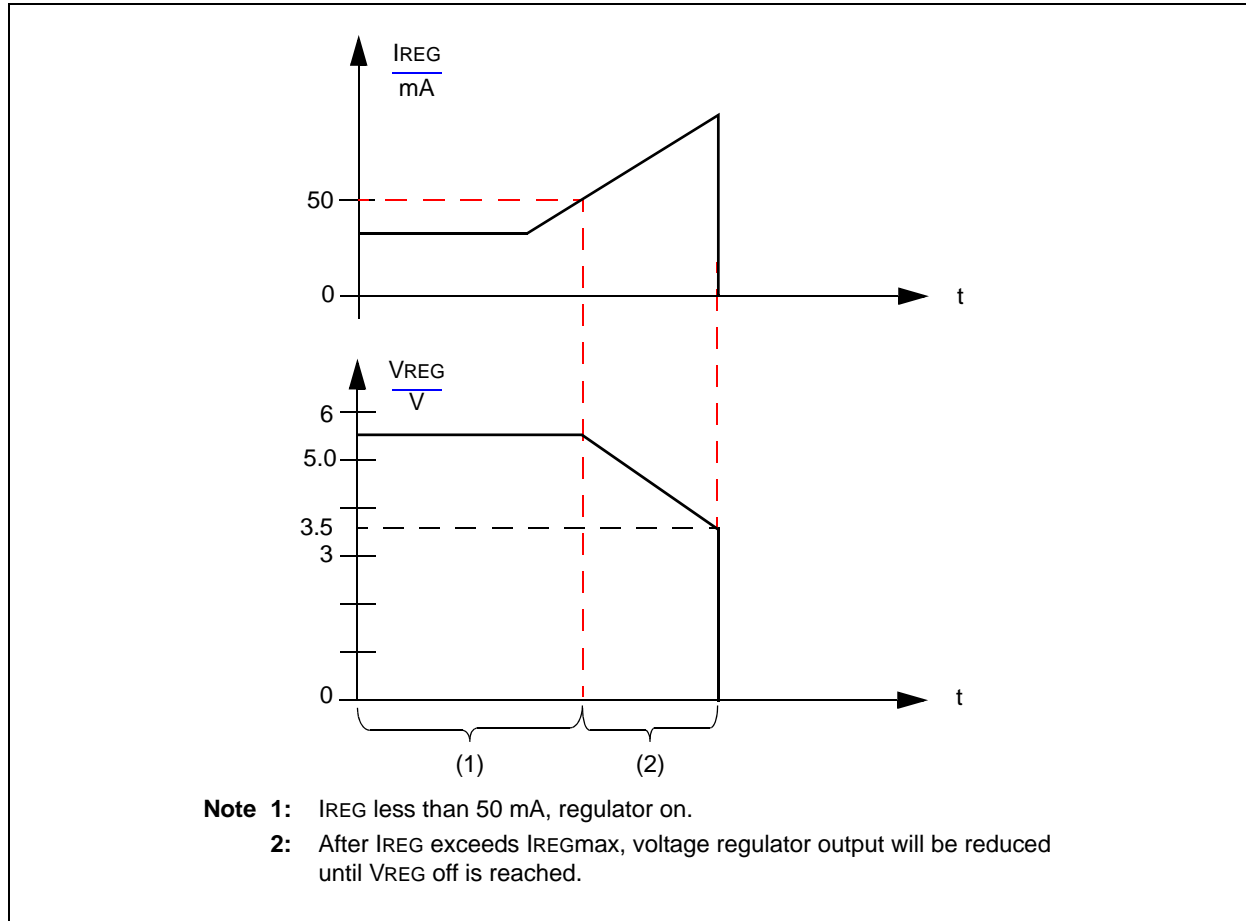 IREG
mA
50
0
t
VREG
V
6
5.0
3.5
3
0
t
(1) (2)
Note 1: IREG less than 50 mA, regulator on.
2: After IREG exceeds IREGmax, voltage regulator output will be reduced
until VREG off is reached.